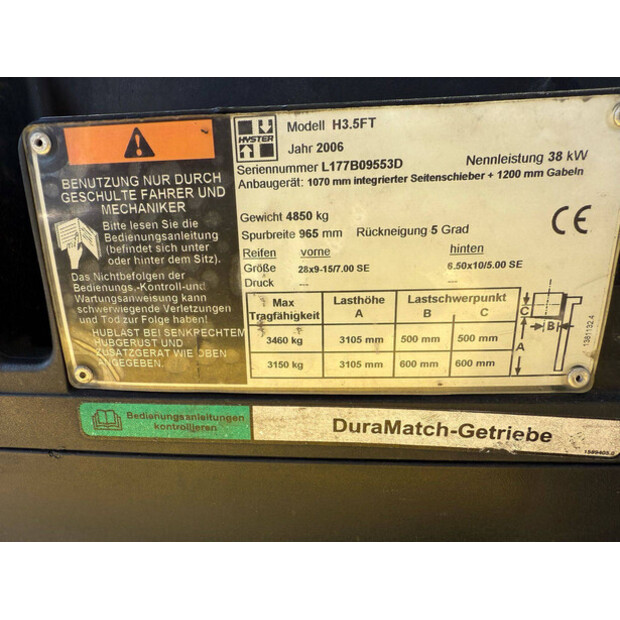 BENUTZUNG NUR DURCH
GESCHULTE FAHRER UND
MECHANIKER
Bitte lesen Sie die
Bedienungsanleitung
(befindet sich unter
oder hinter dem Sitz).
Das Nichtbefolgen der
Bedienungs,-Kontroll-und
Wartungsanweisung kann
schwerwiegende Verletzungen
und Tod zur Folge haben!
HUBLAST BEI SENKRECHTEM
HUBGERUST UND
ZUSATZGERÄT WIE OBEN
ANGEGEBEN.
HYSTER
Modell H3.5FT
Jahr 2006
Seriennummer L177B09553D Nennleistung 38 kW
Anbaugerät: 1070 mm integrierter Seitenschieber + 1200 mm Gabeln
Gewicht 4850 kg
Spurbreite 965 mm Rückneigung 5 Grad
CE
Reifen vorne hinten
Größe 28x9-15/7.00 SE 6.50x10/5.00 SE
Druck --- ---
Max Tragfähigkeit Lasthöhe A Lastschwerpunkt B C
3460 kg 3105 mm 500 mm 500 mm
3150 kg 3105 mm 600 mm 600 mm
C
B
A
1381132.4
Bedienungsanleitungen
kontrollieren
DuraMatch-Getriebe